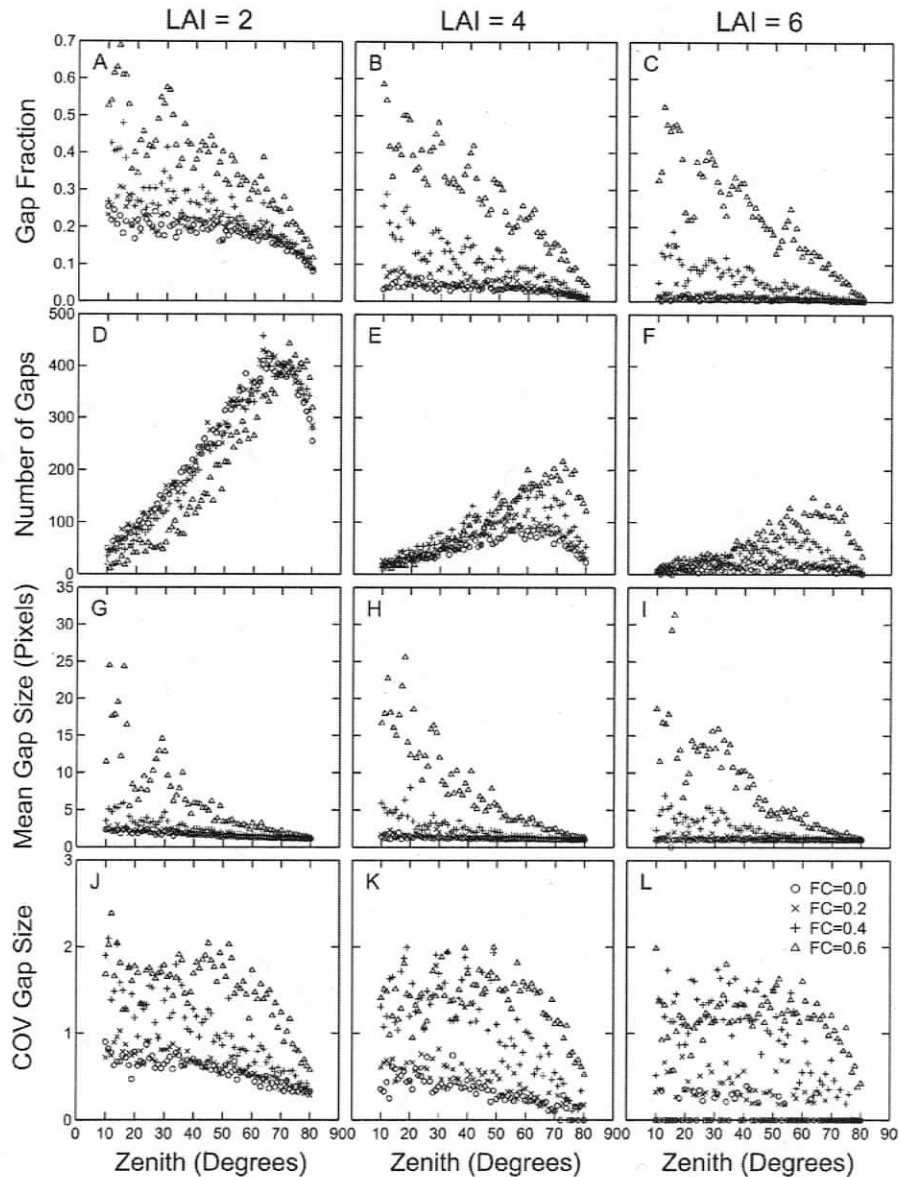 LAI = 2 LAI = 4 LAI = 6
Gap Fraction
0.7
0.6
0.5
0.4
0.3
0.2
0.1
0.0
A B C
Number of Gaps
500
400
300
200
100
0
D E F
Mean Gap Size (Pixels)
35
30
25
20
15
10
5
0
G H I
COV Gap Size
3
2
1
0
J K L
FC=0.0
FC=0.2
FC=0.4
FC=0.6
0 10 20 30 40 50 60 70 80 900 10 20 30 40 50 60 70 80 900 10 20 30 40 50 60 70 80 90
Zenith (Degrees) Zenith (Degrees) Zenith (Degrees)